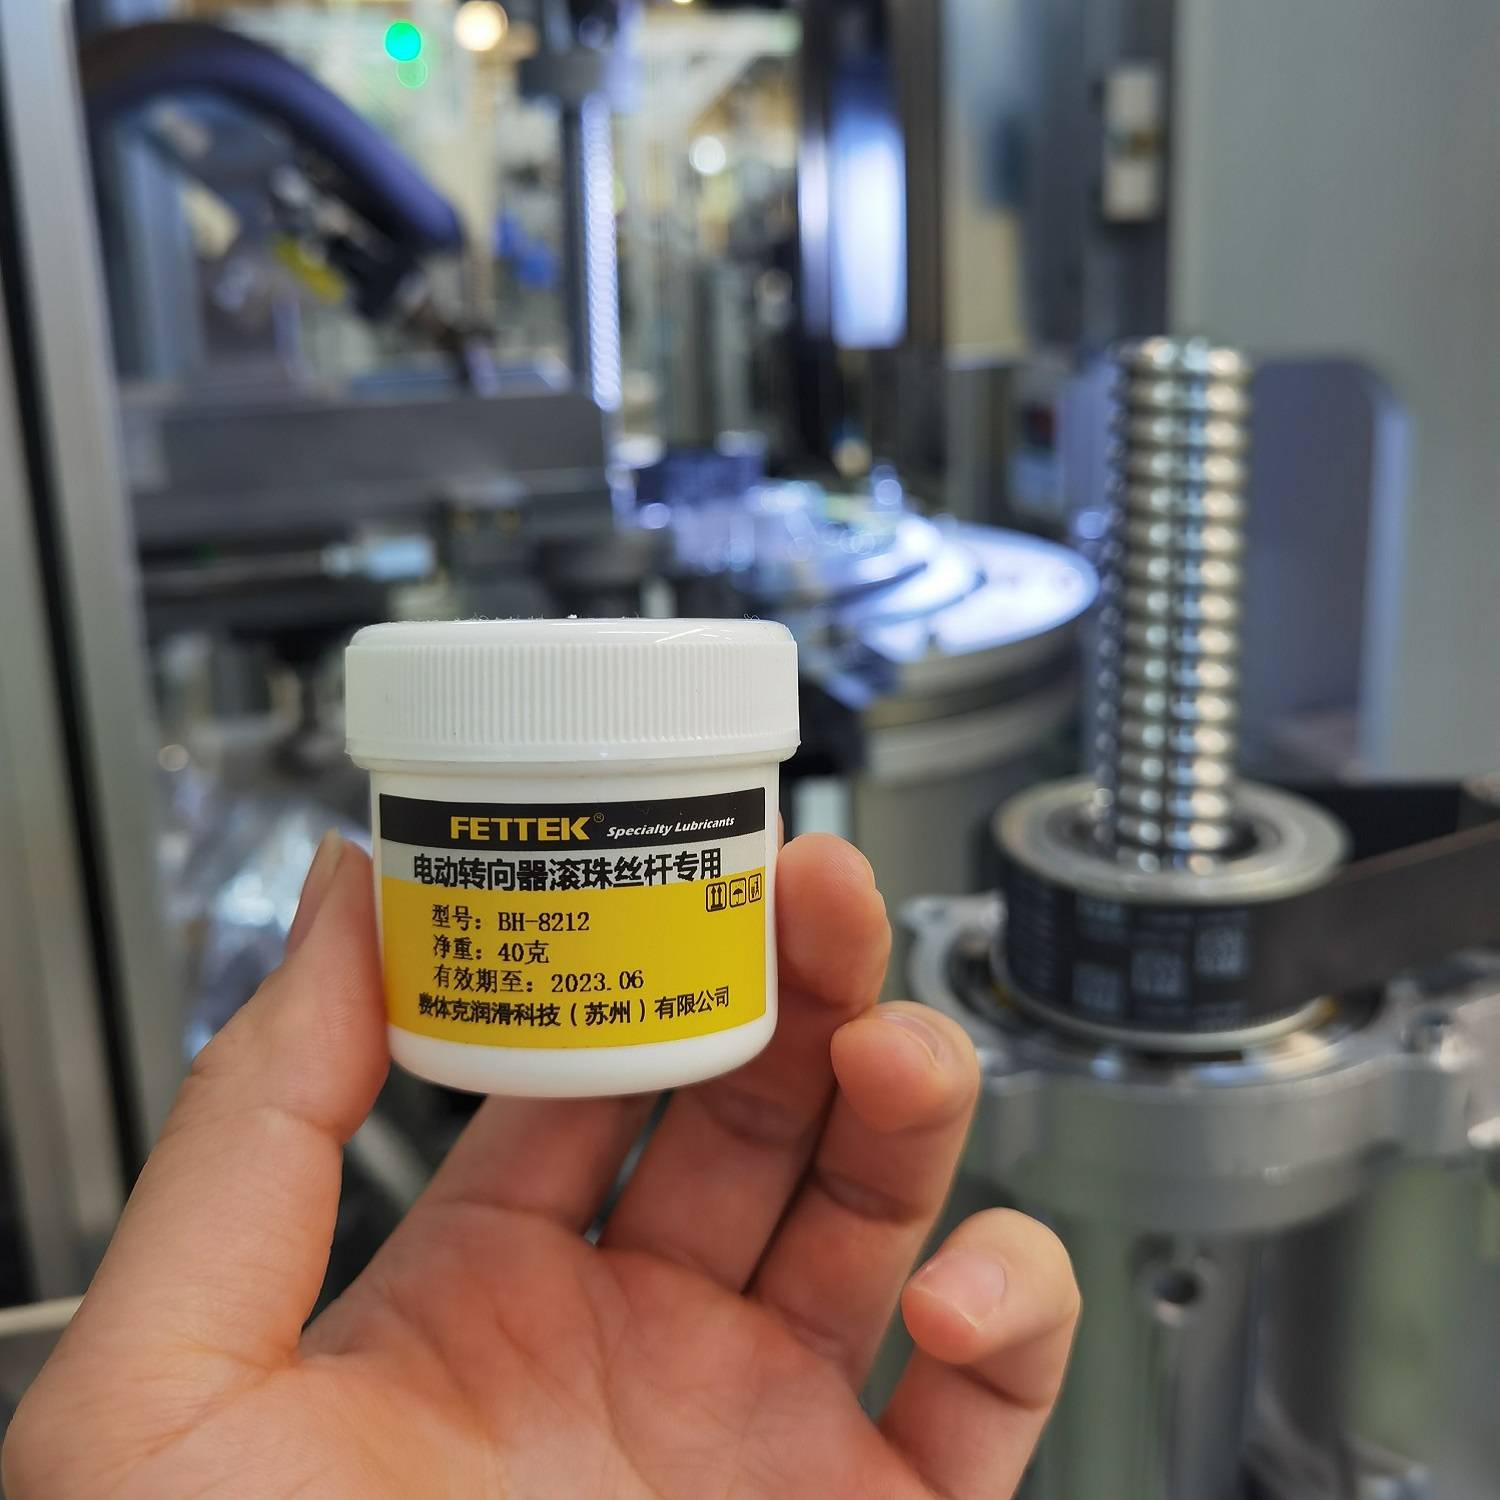 FETTEK® Specialty Lubricants
电动转向器滚珠丝杆专用
型号：BH-8212
净重：40克
有效期至：2023.06
费体克润滑科技（苏州）有限公司